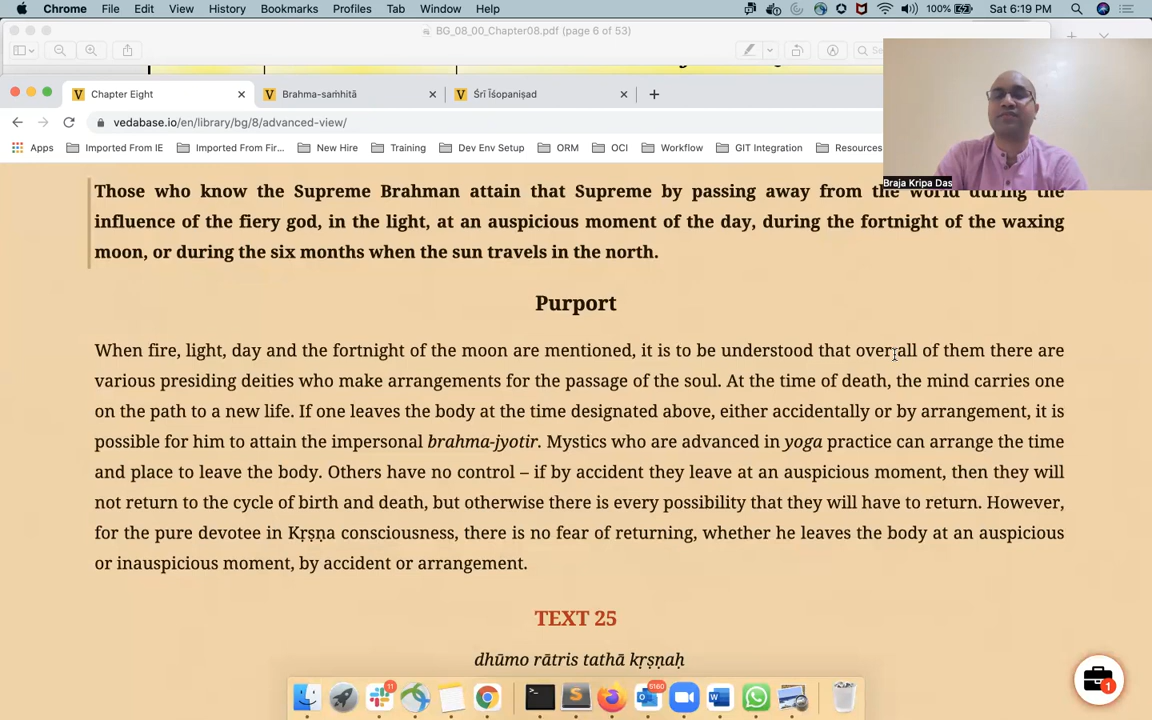 Chrome File Edit View History Bookmarks Profiles Tab Window Help 100% Sat 6:19 PM
BG_08_00_Chapter08.pdf (page 6 of 53)
Chapter Eight Brahma-saṁhitā Śrī Īśopaniṣad
vedabase.io/en/library/bg/8/advanced-view/
Apps Imported From IE Imported From Fir... New Hire Training Dev Env Setup ORM OCI Workflow GIT Integration Resources
Braja Kripa Das
Those who know the Supreme Brahman attain that Supreme by passing away from the world during the
influence of the fiery god, in the light, at an auspicious moment of the day, during the fortnight of the waxing
moon, or during the six months when the sun travels in the north.
Purport
When fire, light, day and the fortnight of the moon are mentioned, it is to be understood that over all of them there are
various presiding deities who make arrangements for the passage of the soul. At the time of death, the mind carries one
on the path to a new life. If one leaves the body at the time designated above, either accidentally or by arrangement, it is
possible for him to attain the impersonal brahma-jyotir. Mystics who are advanced in yoga practice can arrange the time
and place to leave the body. Others have no control – if by accident they leave at an auspicious moment, then they will
not return to the cycle of birth and death, but otherwise there is every possibility that they will have to return. However,
for the pure devotee in Kṛṣṇa consciousness, there is no fear of returning, whether he leaves the body at an auspicious
or inauspicious moment, by accident or arrangement.
TEXT 25
dhūmo rātris tathā kṛṣṇaḥ
11
5160
1